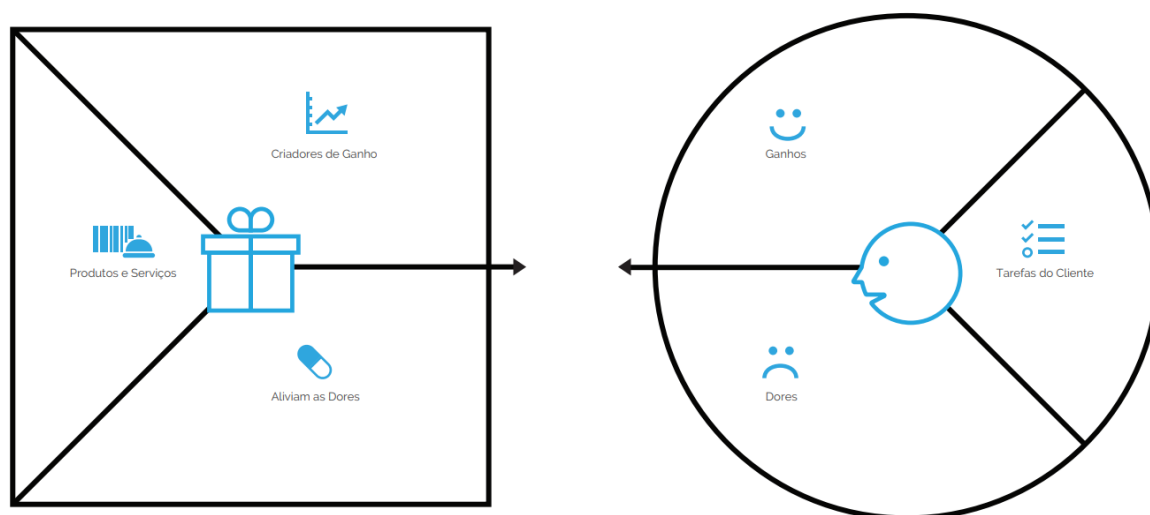 Criadores de Ganho
Produtos e Serviços
Aliviam as Dores
Ganhos
Tarefas do Cliente
Dores